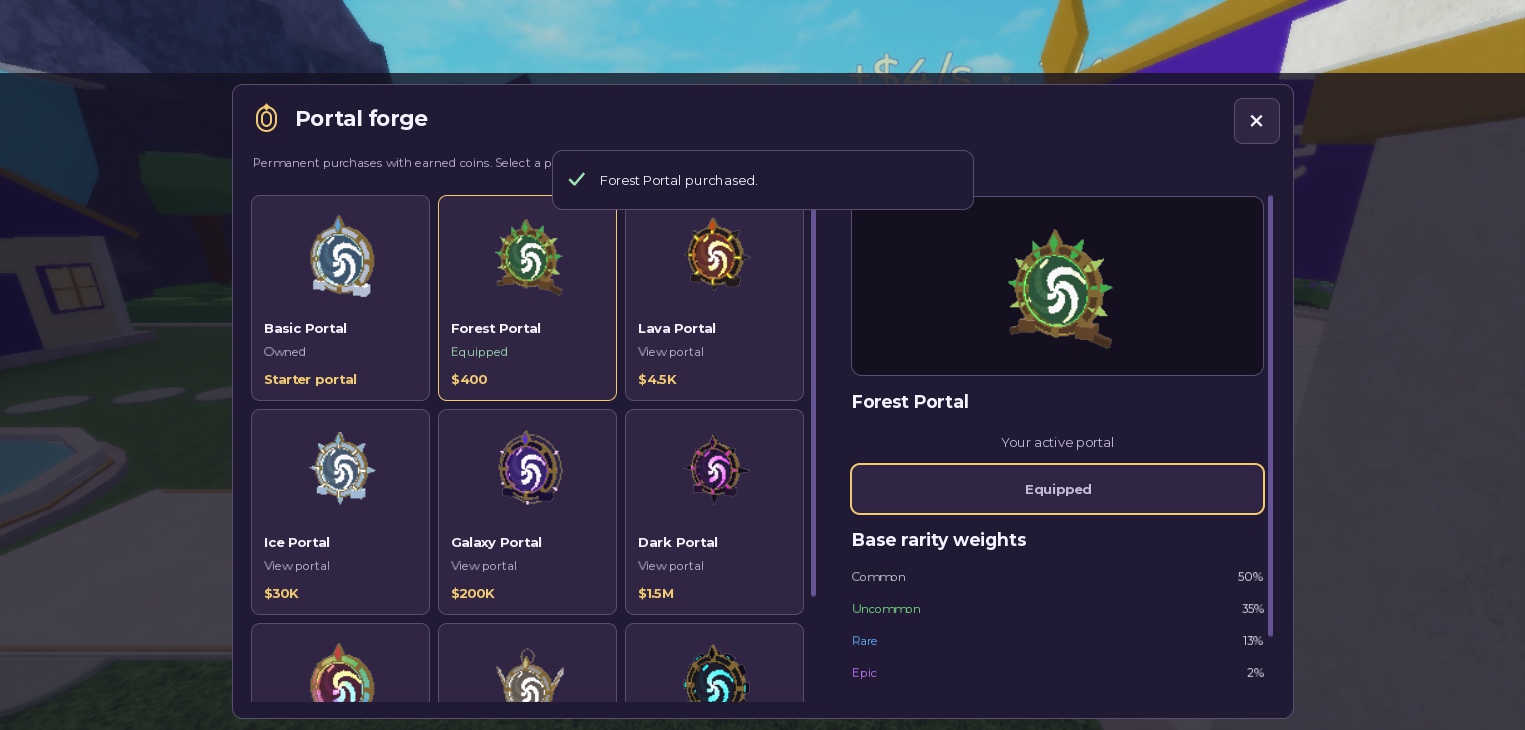 +$4/s
Portal forge
Permanent purchases with earned coins. Select a p
Forest Portal purchased.
Basic Portal
Owned
Starter portal
Forest Portal
Equipped
$400
Lava Portal
View portal
$4.5K
Ice Portal
View portal
$30K
Galaxy Portal
View portal
$200K
Dark Portal
View portal
$1.5M
Forest Portal
Your active portal
Equipped
Base rarity weights
Common 50%
Uncommon 35%
Rare 13%
Epic 2%